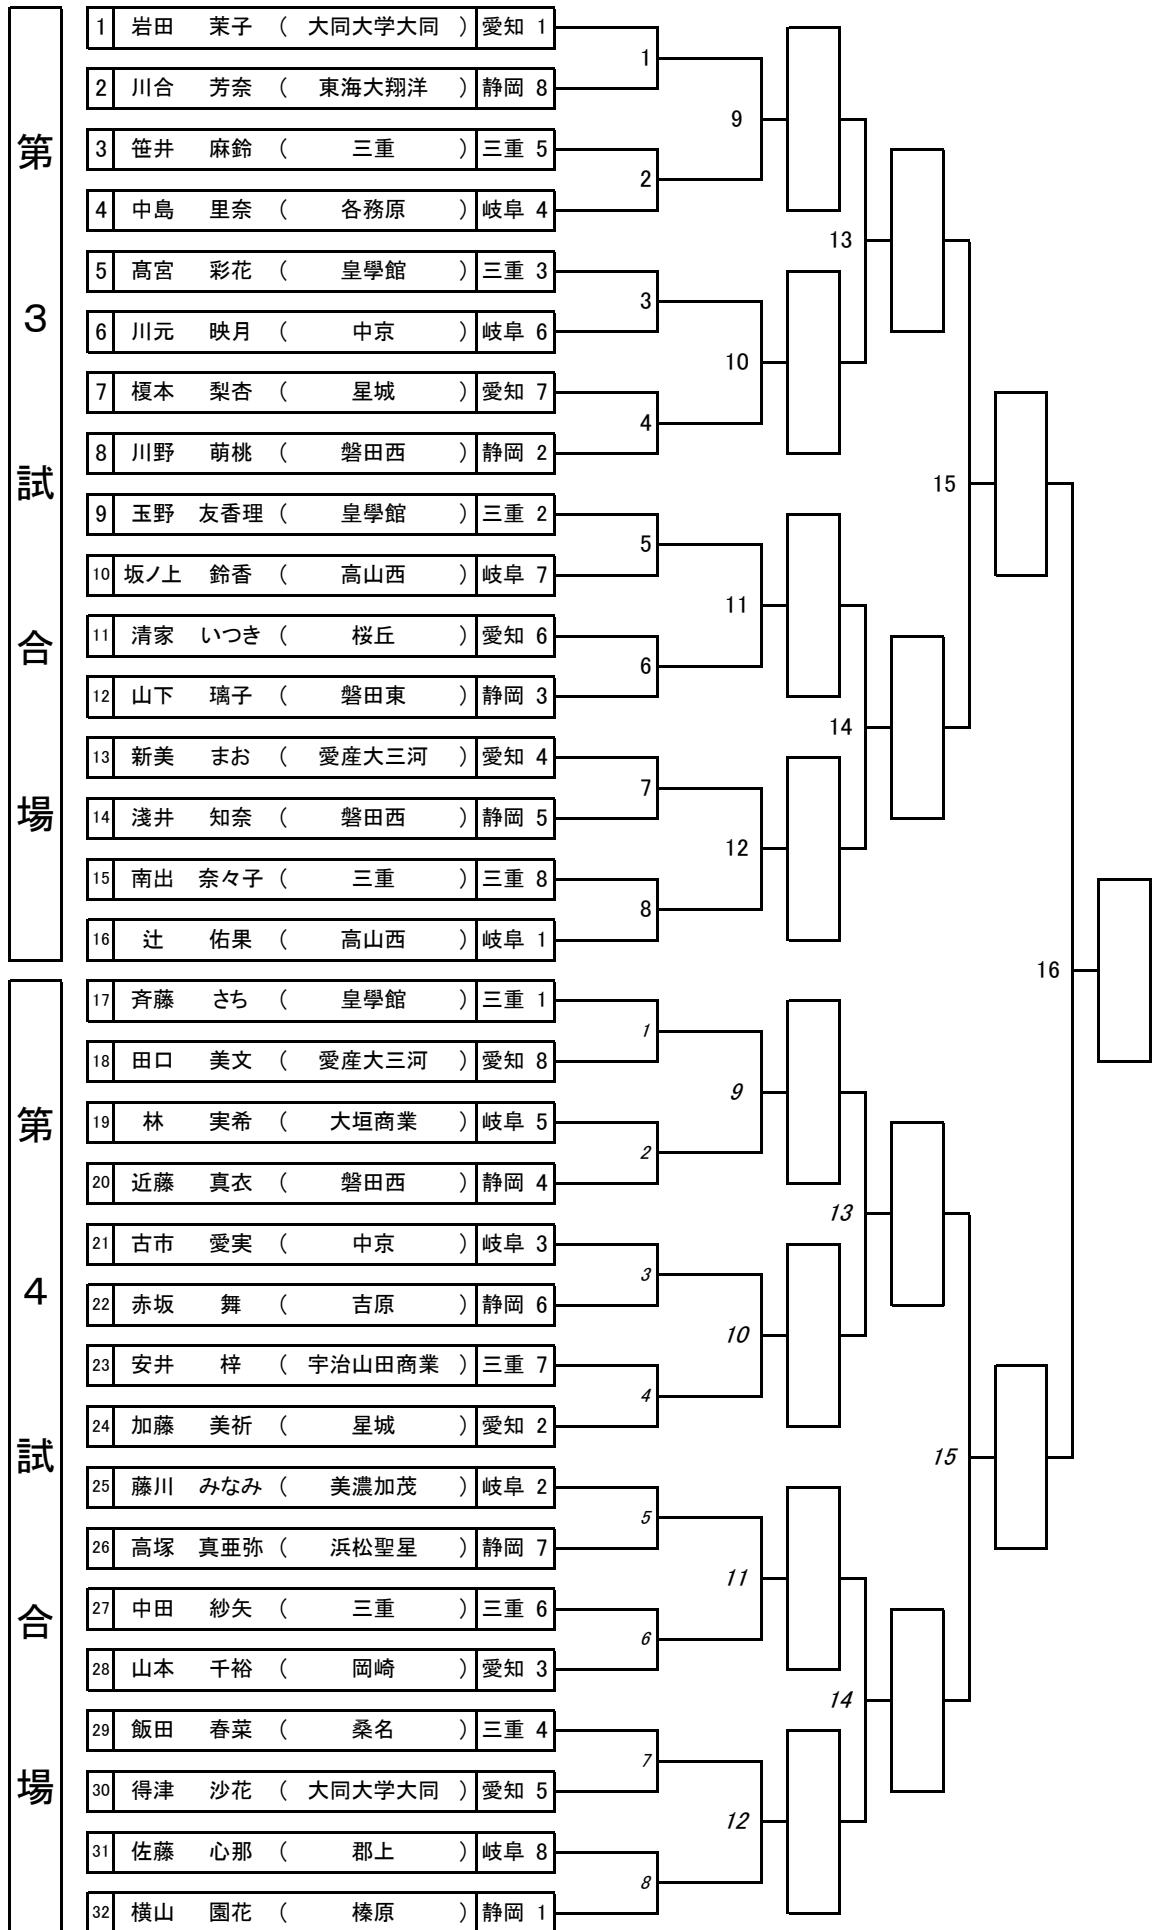 第3試合場
1 岩田 茉子 ( 大同大学大同 ) 愛知 1
2 川合 芳奈 ( 東海大翔洋 ) 静岡 8
3 笹井 麻鈴 ( 三重 ) 三重 5
4 中島 里奈 ( 各務原 ) 岐阜 4
5 髙宮 彩花 ( 皇學館 ) 三重 3
6 川元 映月 ( 中京 ) 岐阜 6
7 榎本 梨杏 ( 星城 ) 愛知 7
8 川野 萌桃 ( 磐田西 ) 静岡 2
9 玉野 友香理 ( 皇學館 ) 三重 2
10 坂ノ上 鈴香 ( 高山西 ) 岐阜 7
11 清家 いつき ( 桜丘 ) 愛知 6
12 山下 璃子 ( 磐田東 ) 静岡 3
13 新美 まお ( 愛産大三河 ) 愛知 4
14 淺井 知奈 ( 磐田西 ) 静岡 5
15 南出 奈々子 ( 三重 ) 三重 8
16 辻 佑果 ( 高山西 ) 岐阜 1
1
2
3
4
5
6
7
8
9
10
11
12
13
14
15
16
第4試合場
17 斉藤 さち ( 皇學館 ) 三重 1
18 田口 美文 ( 愛産大三河 ) 愛知 8
19 林 実希 ( 大垣商業 ) 岐阜 5
20 近藤 真衣 ( 磐田西 ) 静岡 4
21 古市 愛実 ( 中京 ) 岐阜 3
22 赤坂 舞 ( 吉原 ) 静岡 6
23 安井 梓 ( 宇治山田商業 ) 三重 7
24 加藤 美祈 ( 星城 ) 愛知 2
25 藤川 みなみ ( 美濃加茂 ) 岐阜 2
26 高塚 真亜弥 ( 浜松聖星 ) 静岡 7
27 中田 紗矢 ( 三重 ) 三重 6
28 山本 千裕 ( 岡崎 ) 愛知 3
29 飯田 春菜 ( 桑名 ) 三重 4
30 得津 沙花 ( 大同大学大同 ) 愛知 5
31 佐藤 心那 ( 郡上 ) 岐阜 8
32 横山 園花 ( 榛原 ) 静岡 1
1
2
3
4
5
6
7
8
9
10
11
12
13
14
15